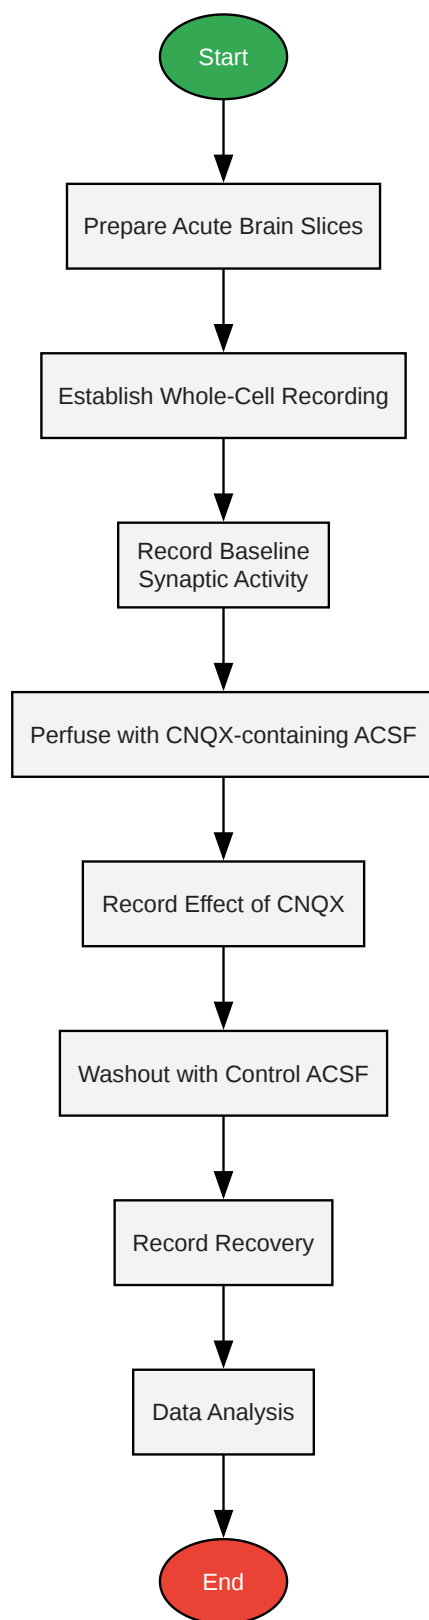 Start
Prepare Acute Brain Slices
Establish Whole-Cell Recording
Record Baseline
Synaptic Activity
Perfuse with CNQX-containing ACSF
Record Effect of CNQX
Washout with Control ACSF
Record Recovery
Data Analysis
End